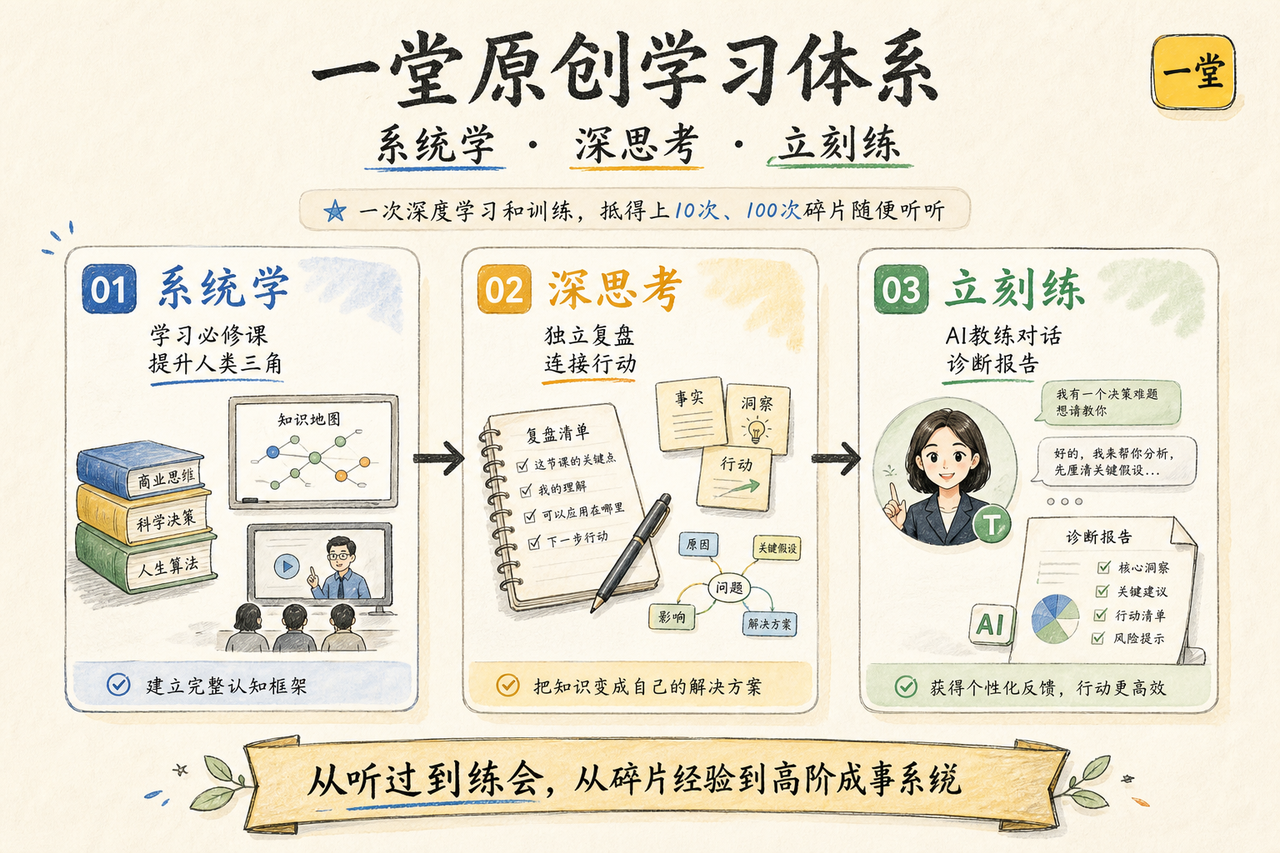 一堂原创学习体系
一堂
系统学 · 深思考 · 立刻练
一次深度学习和训练，抵得上10次、100次碎片随便听听
01 系统学
学习必修课
提升人类三角
知识地图
商业思维
科学决策
人生算法
建立完整认知框架
02 深思考
独立复盘
连接行动
复盘清单
这节课的关键点
我的理解
可以应用在哪里
下一步行动
事实
洞察
行动
原因
关键假设
问题
影响
解决方案
把知识变成自己的解决方案
03 立刻练
AI教练对话
诊断报告
我有一个决策难题
想请教你
好的，我来帮你分析，
先厘清关键假设...
T
诊断报告
核心洞察
关键建议
行动清单
风险提示
AI
获得个性化反馈，行动更高效
从听过到练会，从碎片经验到高阶成事系统